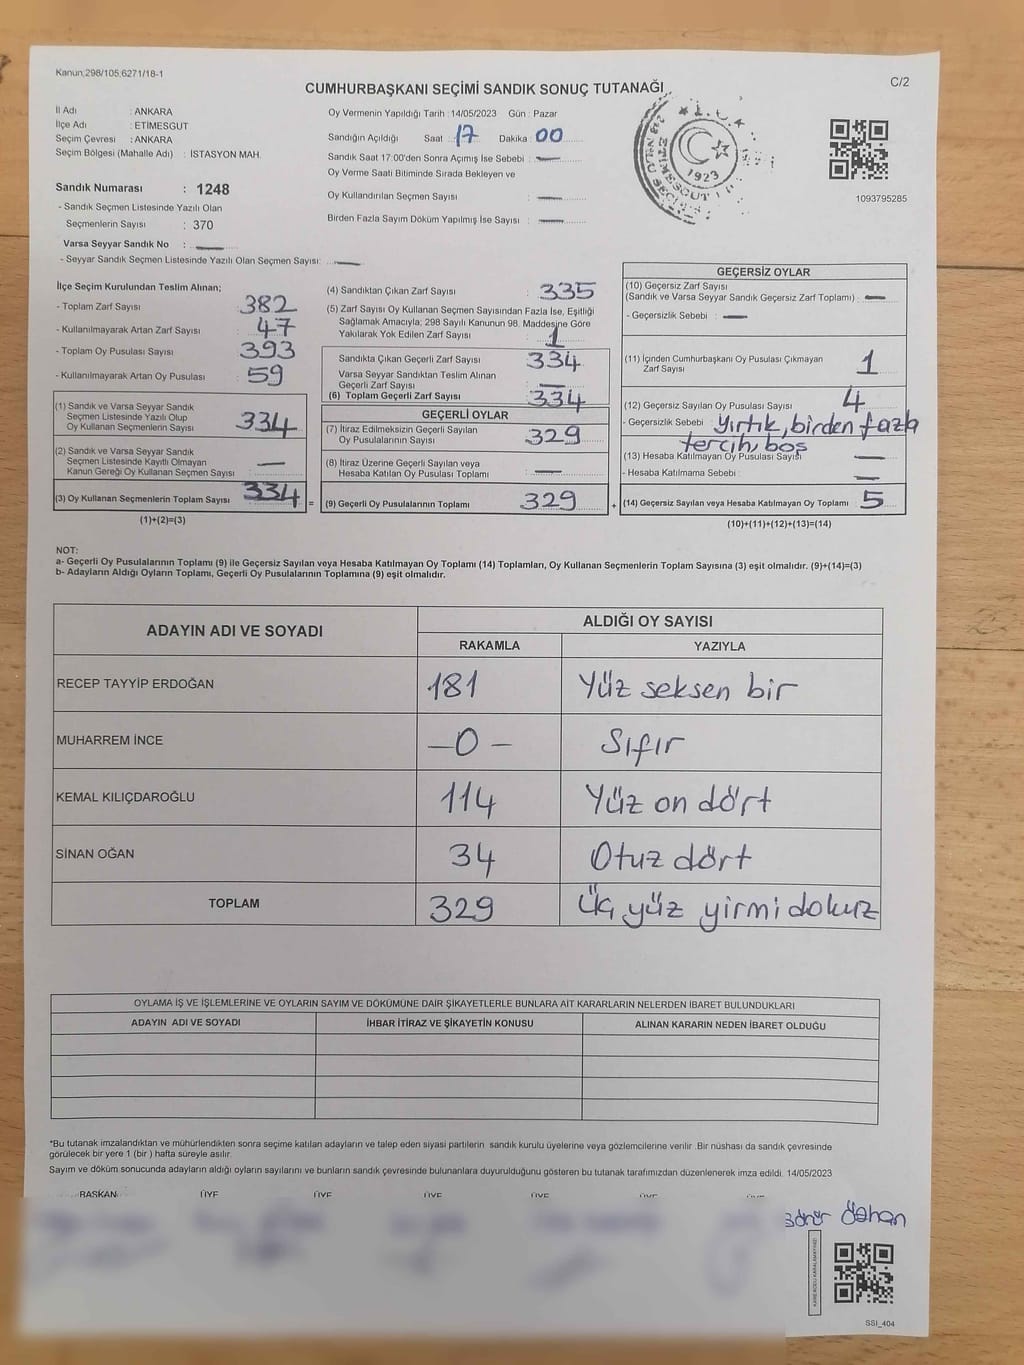 Kanun;298/105;6271/18-1
C/2
CUMHURBAŞKANI SEÇİMİ SANDIK SONUÇ TUTANAĞI
İl Adı : ANKARA
İlçe Adı : ETİMESGUT
Seçim Çevresi : ANKARA
Seçim Bölgesi (Mahalle Adı) : İSTASYON MAH.
Sandık Numarası : 1248
- Sandık Seçmen Listesinde Yazılı Olan
Seçmenlerin Sayısı : 370
Varsa Seyyar Sandık No : —
- Seyyar Sandık Seçmen Listesinde Yazılı Olan Seçmen Sayısı: —
Oy Vermenin Yapıldığı Tarih : 14/05/2023 Gün : Pazar
Sandığın Açıldığı Saat : 17 Dakika : 00
Sandık Saat 17:00'den Sonra Açımış İse Sebebi : —
Oy Verme Saati Bitiminde Sırada Bekleyen ve
Oy Kullandırılan Seçmen Sayısı : —
Birden Fazla Sayım Döküm Yapılmış İse Sayısı : —
1923
ETİMESGUT
1093795285
İlçe Seçim Kurulundan Teslim Alınan;
- Toplam Zarf Sayısı : 382
- Kullanılmayarak Artan Zarf Sayısı : 47
- Toplam Oy Pusulası Sayısı : 393
- Kullanılmayarak Artan Oy Pusulası : 59
(1) Sandık ve Varsa Seyyar Sandık
Seçmen Listesinde Yazılı Olup
Oy Kullanan Seçmenlerin Sayısı : 334
(2) Sandık ve Varsa Seyyar Sandık
Seçmen Listesinde Kayıtlı Olmayan
Kanun Gereği Oy Kullanan Seçmen Sayısı : —
(3) Oy Kullanan Seçmenlerin Toplam Sayısı : 334
(1)+(2)=(3)
(4) Sandıktan Çıkan Zarf Sayısı : 335
(5) Zarf Sayısı Oy Kullanan Seçmen Sayısından Fazla İse, Eşitliği
Sağlamak Amacıyla; 298 Sayılı Kanunun 98. Maddesine Göre
Yakılarak Yok Edilen Zarf Sayısı : 1
Sandıkta Çıkan Geçerli Zarf Sayısı : 334
Varsa Seyyar Sandıktan Teslim Alınan
Geçerli Zarf Sayısı : —
(6) Toplam Geçerli Zarf Sayısı : 334
GEÇERLİ OYLAR
(7) İtiraz Edilmeksizin Geçerli Sayılan
Oy Pusulalarının Sayısı : 329
(8) İtiraz Üzerine Geçerli Sayılan veya
Hesaba Katılan Oy Pusulası Toplamı : —
= (9) Geçerli Oy Pusulalarının Toplamı : 329
GEÇERSİZ OYLAR
(10) Geçersiz Zarf Sayısı
(Sandık ve Varsa Seyyar Sandık Geçersiz Zarf Toplamı) : —
- Geçersizlik Sebebi : —
(11) İçinden Cumhurbaşkanı Oy Pusulası Çıkmayan
Zarf Sayısı : 1
(12) Geçersiz Sayılan Oy Pusulası Sayısı : 4
- Geçersizlik Sebebi : Yırtık, birden fazla
tercih, boş
(13) Hesaba Katılmayan Oy Pusulası Sayısı : —
- Hesaba Katılmama Sebebi : —
+ (14) Geçersiz Sayılan veya Hesaba Katılmayan Oy Toplamı : 5
(10)+(11)+(12)+(13)=(14)
NOT:
a- Geçerli Oy Pusulalarının Toplamı (9) ile Geçersiz Sayılan veya Hesaba Katılmayan Oy Toplamı (14) Toplamları, Oy Kullanan Seçmenlerin Toplam Sayısına (3) eşit olmalıdır. (9)+(14)=(3)
b- Adayların Aldığı Oyların Toplamı, Geçerli Oy Pusulalarının Toplamına (9) eşit olmalıdır.
ADAYIN ADI VE SOYADI
ALDIĞI OY SAYISI
RAKAMLA YAZIYLA
RECEP TAYYİP ERDOĞAN 181 Yüz seksen bir
MUHARREM İNCE —0— Sıfır
KEMAL KILIÇDAROĞLU 114 Yüz on dört
SİNAN OĞAN 34 Otuz dört
TOPLAM 329 Üç yüz yirmi dokuz
OYLAMA İŞ VE İŞLEMLERİNE VE OYLARIN SAYIM VE DÖKÜMÜNE DAİR ŞİKAYETLERLE BUNLARA AİT KARARLARIN NELERDEN İBARET BULUNDUKLARI
ADAYIN ADI VE SOYADI İHBAR İTİRAZ VE ŞİKAYETİN KONUSU ALINAN KARARIN NEDEN İBARET OLDUĞU
*Bu tutanak imzalandıktan ve mühürlendikten sonra seçime katılan adayların ve talep eden siyasi partilerin sandık kurulu üyelerine veya gözlemcilerine verilir .Bir nüshası da sandık çevresinde
görülecek bir yere 1 (bir ) hafta süreyle asılır.
Sayım ve döküm sonucunda adayların aldığı oyların sayılarını ve bunların sandık çevresinde bulunanlara duyurulduğunu gösteren bu tutanak tarafımızdan düzenlenerek imza edildi. 14/05/2023
BAŞKAN ÜYE ÜYE ÜYE ÜYE ÜYE ÜYE
SSI_404